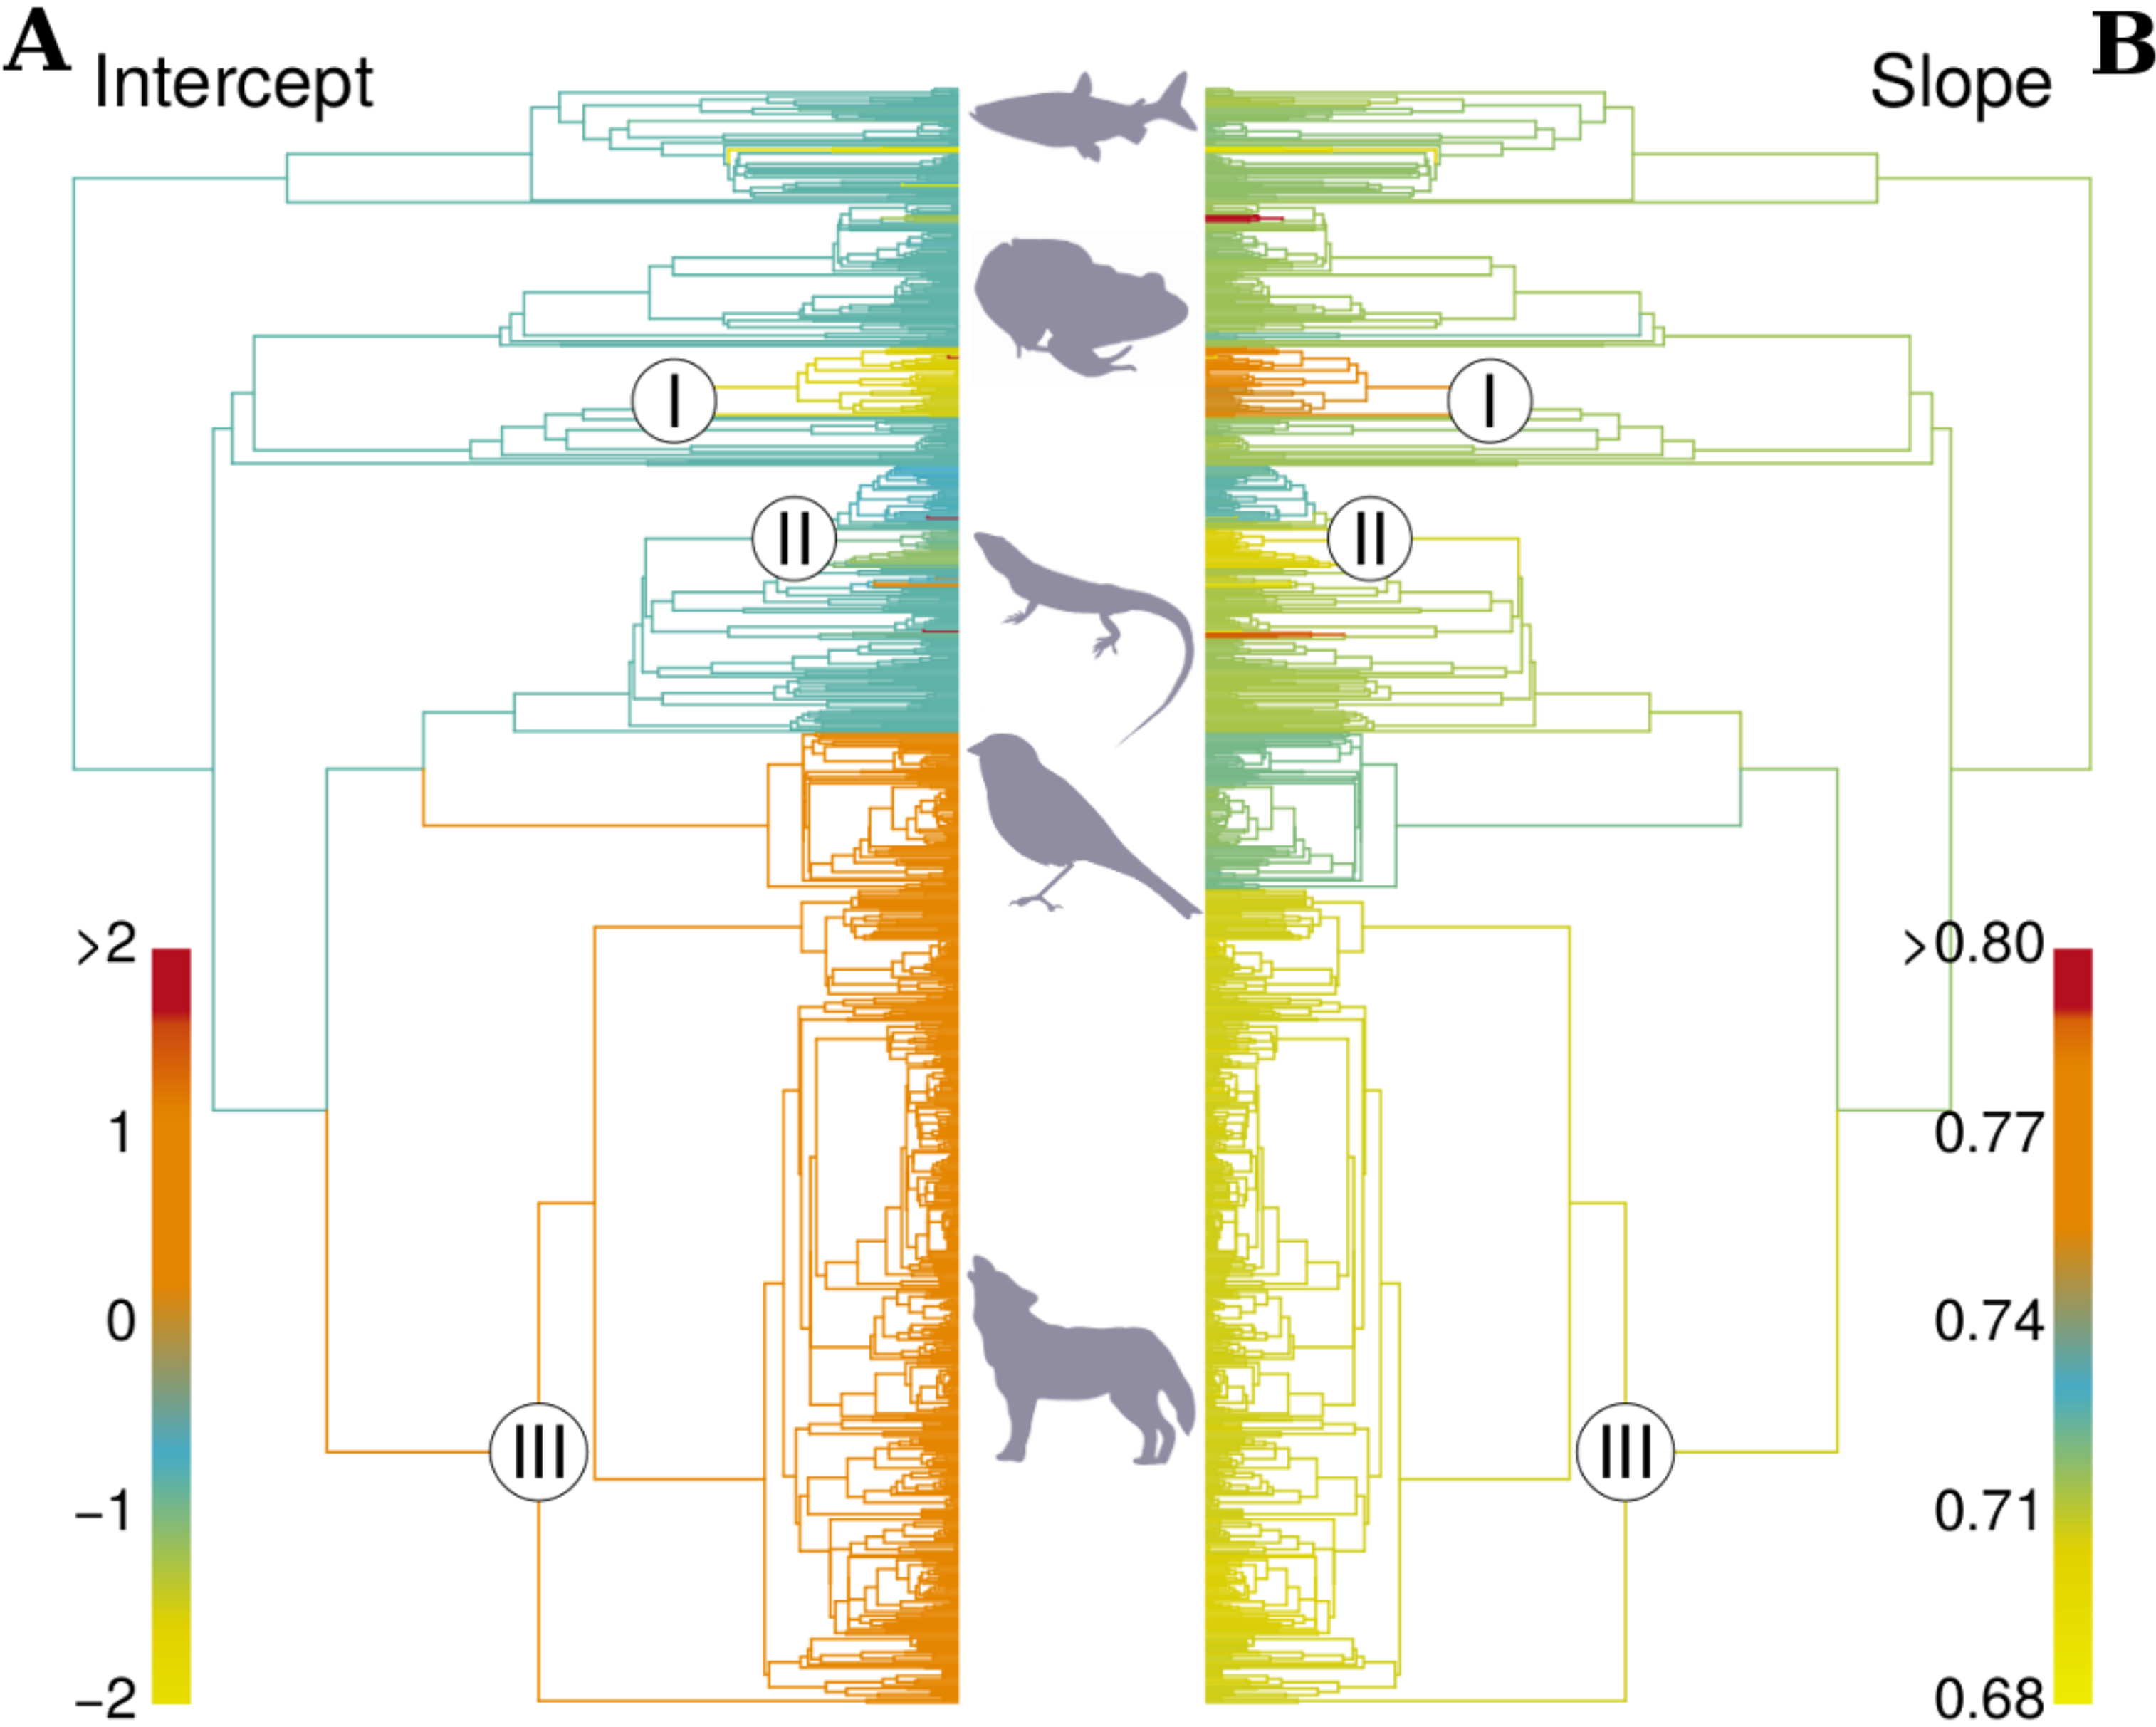 A
Intercept
Slope
B
I
I
II
II
>2
1
0
−1
−2
>0.80
0.77
0.74
0.71
0.68
III
III